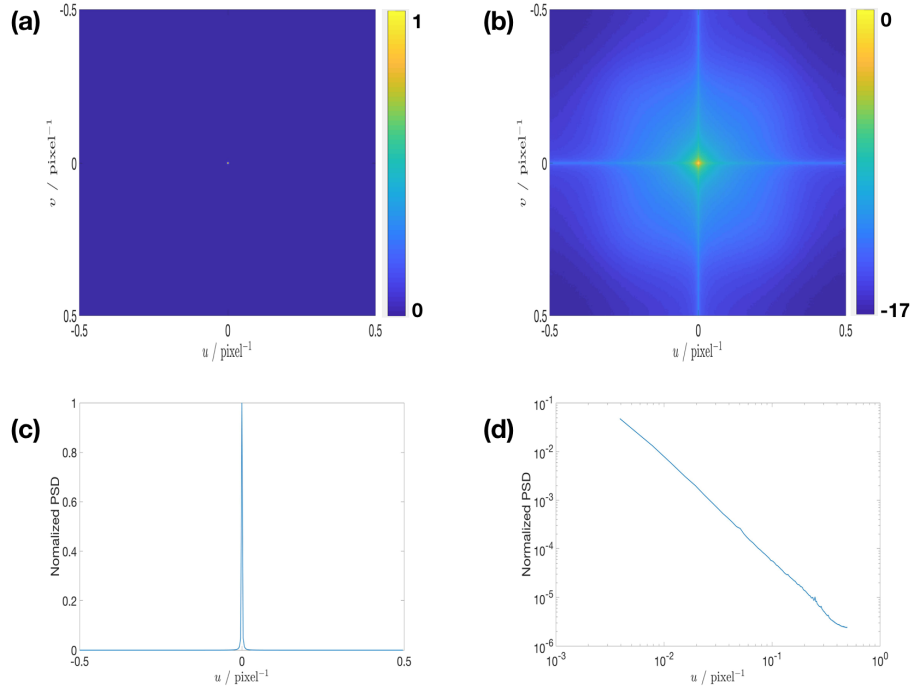 (a)
-0.5
0
0.5
v / pixel⁻¹
-0.5 0 0.5
u / pixel⁻¹
1
0
(b)
-0.5
0
0.5
v / pixel⁻¹
-0.5 0 0.5
u / pixel⁻¹
0
-17
(c)
1
0.8
0.6
0.4
0.2
0
Normalized PSD
-0.5 0 0.5
u / pixel⁻¹
(d)
10⁻¹
10⁻²
10⁻³
10⁻⁴
10⁻⁵
10⁻⁶
Normalized PSD
10⁻³ 10⁻² 10⁻¹ 10⁰
u / pixel⁻¹